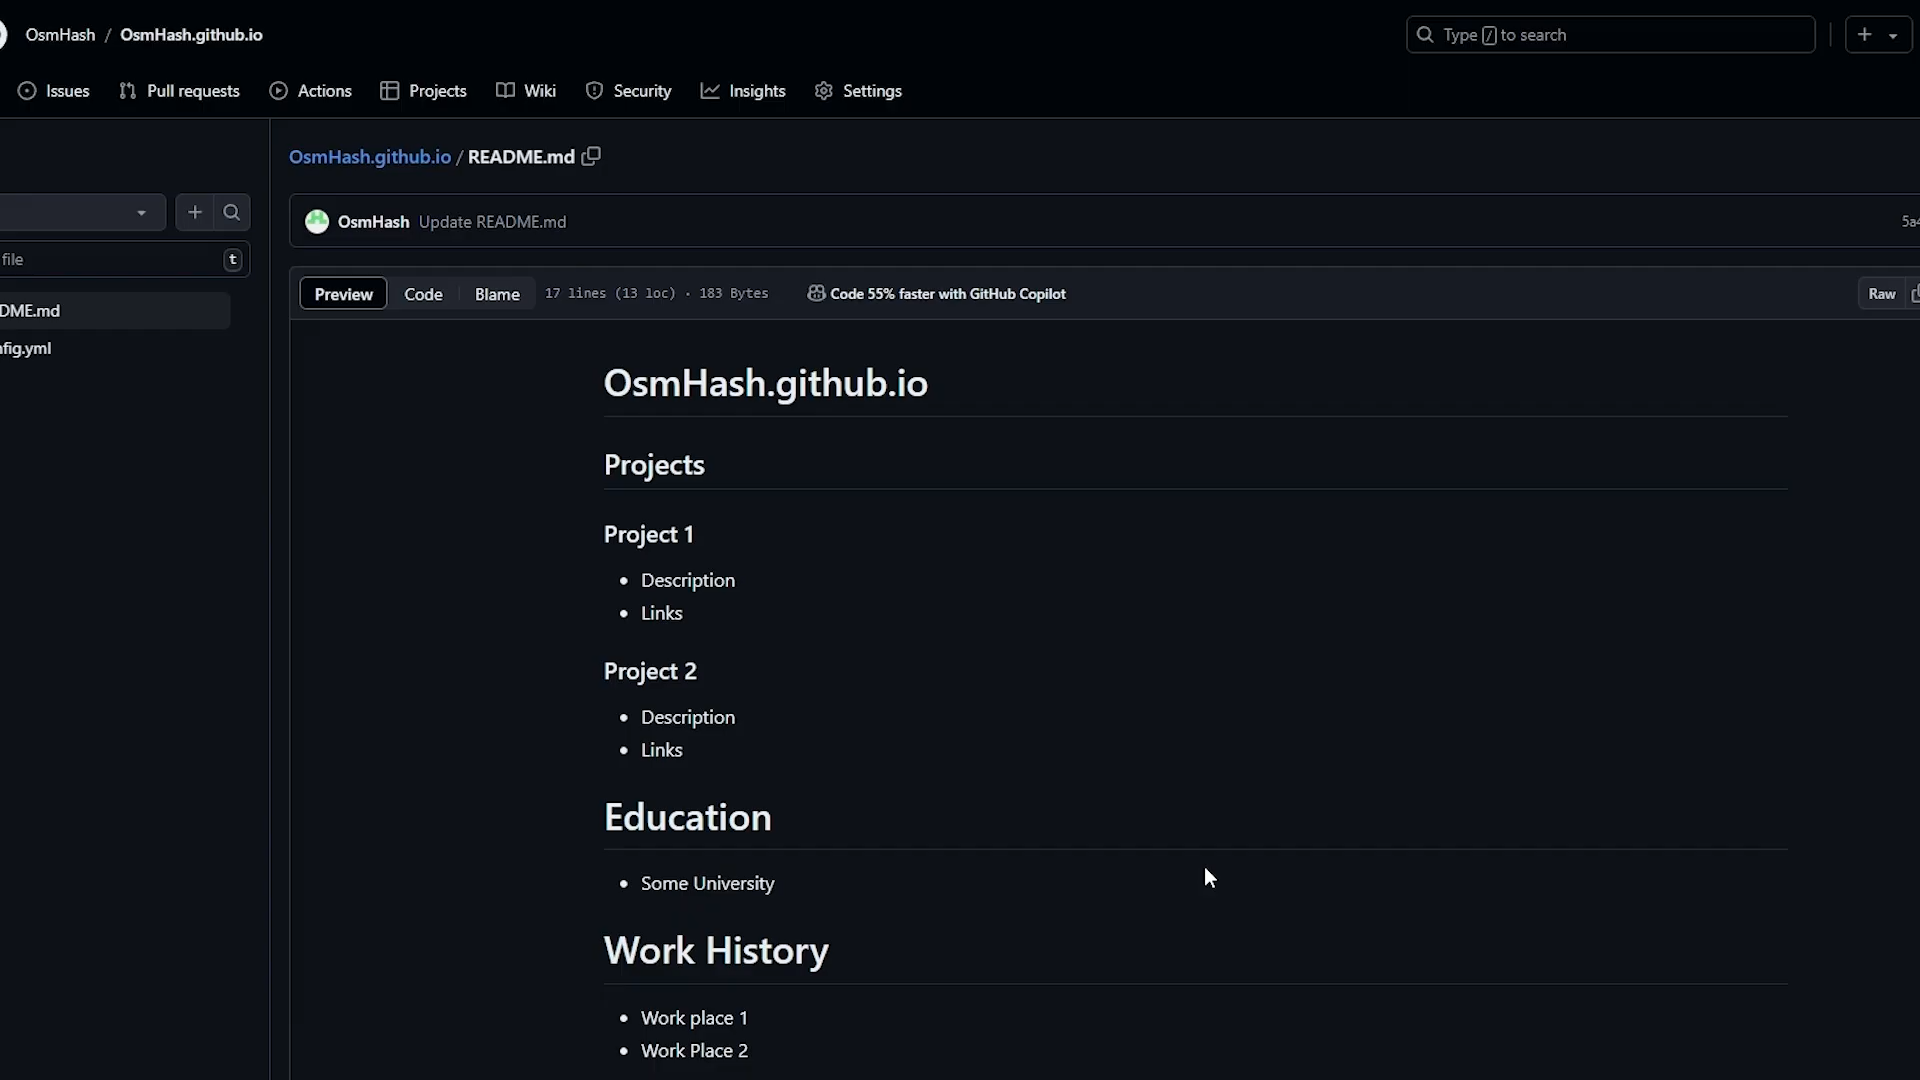 OsmHash / OsmHash.github.io
Type / to search
Issues Pull requests Actions Projects Wiki Security Insights Settings
OsmHash.github.io / README.md
OsmHash Update README.md 5a4
file t
Preview Code Blame 17 lines (13 loc) · 183 Bytes Code 55% faster with GitHub Copilot Raw
DME.md
nfig.yml
OsmHash.github.io
Projects
Project 1
• Description
• Links
Project 2
• Description
• Links
Education
• Some University
Work History
• Work place 1
• Work Place 2